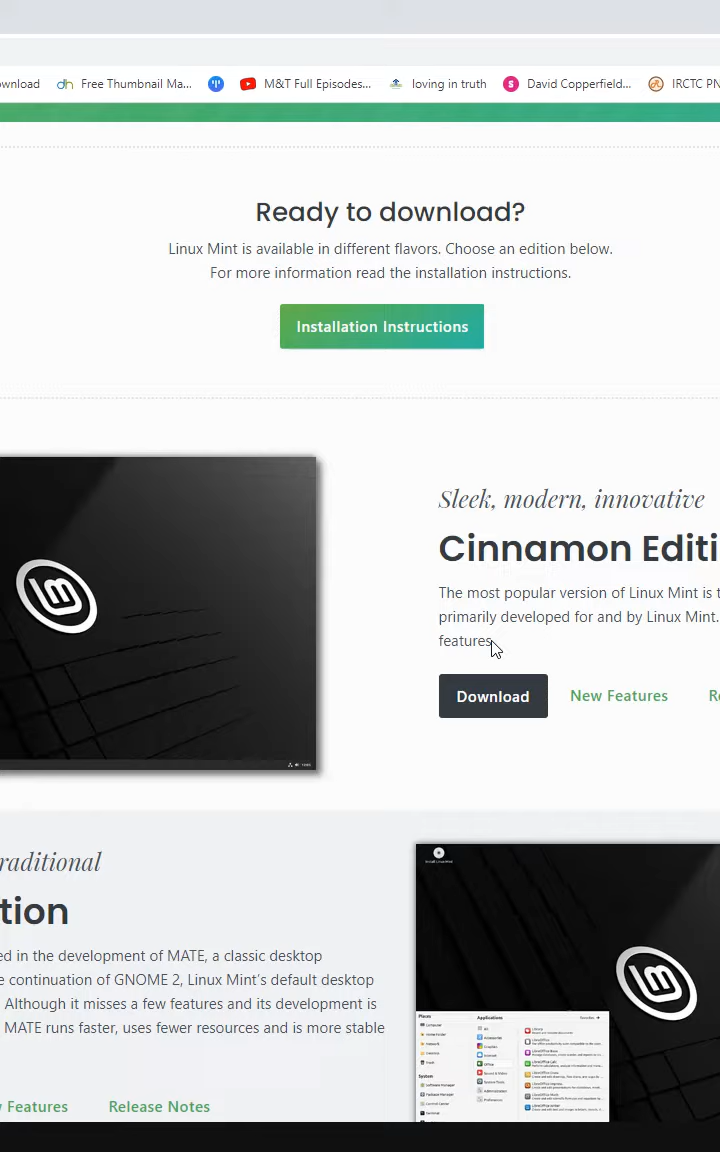 ownload
Free Thumbnail Ma...
M&T Full Episodes...
loving in truth
David Copperfield...
IRCTC PN
Ready to download?
Linux Mint is available in different flavors. Choose an edition below.
For more information read the installation instructions.
Installation Instructions
Sleek, modern, innovative
Cinnamon Editi
The most popular version of Linux Mint is t
primarily developed for and by Linux Mint.
features.
Download
New Features
R
raditional
tion
ed in the development of MATE, a classic desktop
e continuation of GNOME 2, Linux Mint's default desktop
Although it misses a few features and its development is
MATE runs faster, uses fewer resources and is more stable
Features
Release Notes
Places
Applications
System